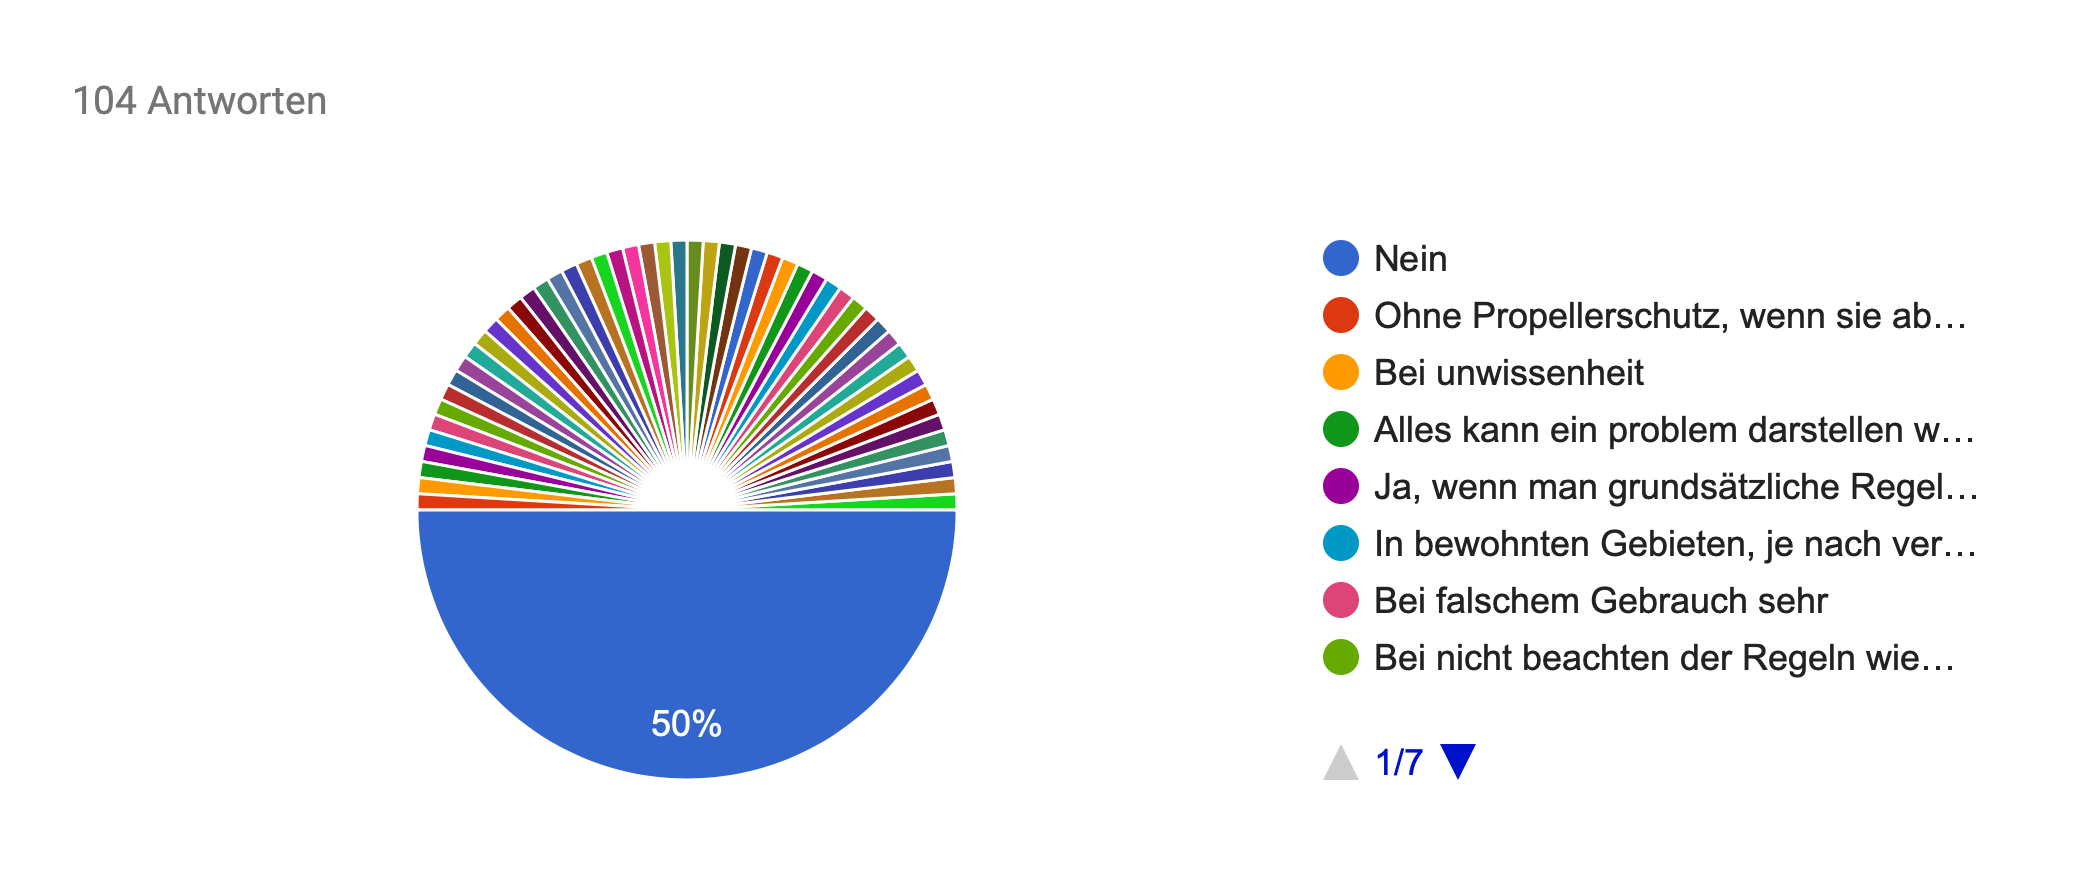 104 Antworten
Nein
Ohne Propellerschutz, wenn sie ab…
Bei unwissenheit
Alles kann ein problem darstellen w…
Ja, wenn man grundsätzliche Regel…
In bewohnten Gebieten, je nach ver…
Bei falschem Gebrauch sehr
Bei nicht beachten der Regeln wie…
50%
1/7